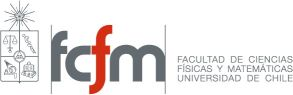 fcfm
FACULTAD DE CIENCIAS
FÍSICAS Y MATEMÁTICAS
UNIVERSIDAD DE CHILE